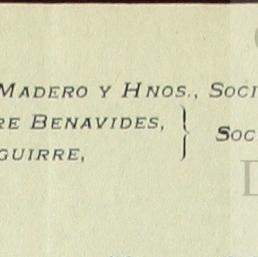 Madero y Hnos., Soci
re Benavides,
guirre,
Soc